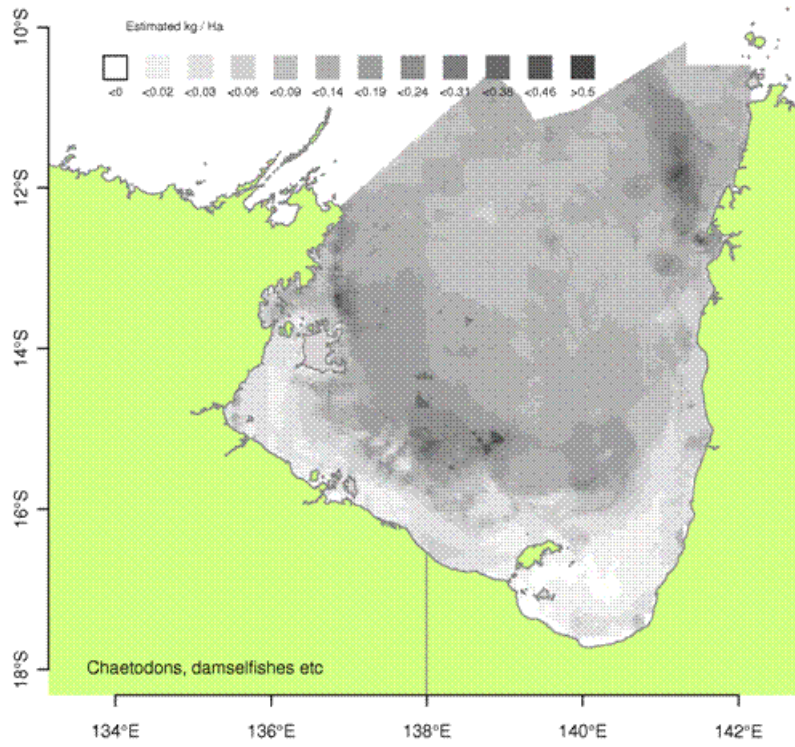 Estimated kg / Ha
<0 <0.02 <0.03 <0.06 <0.09 <0.14 <0.19 <0.24 <0.31 <0.38 <0.46 >0.5
10°S
12°S
14°S
16°S
18°S
Chaetodons, damselfishes etc
134°E 136°E 138°E 140°E 142°E